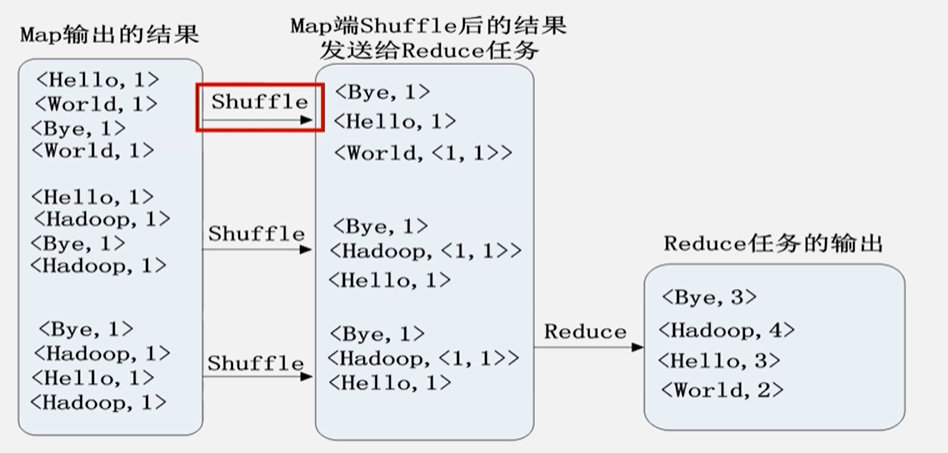 Map输出的结果
<Hello,1>
<World,1>
<Bye,1>
<World,1>
<Hello,1>
<Hadoop,1>
<Bye,1>
<Hadoop,1>
<Bye,1>
<Hadoop,1>
<Hello,1>
<Hadoop,1>
Shuffle
Shuffle
Shuffle
Map端Shuffle后的结果
发送给Reduce任务
<Bye,1>
<Hello,1>
<World,<1,1>>
<Bye,1>
<Hadoop,<1,1>>
<Hello,1>
<Bye,1>
<Hadoop,<1,1>>
<Hello,1>
Reduce
Reduce任务的输出
<Bye,3>
<Hadoop,4>
<Hello,3>
<World,2>